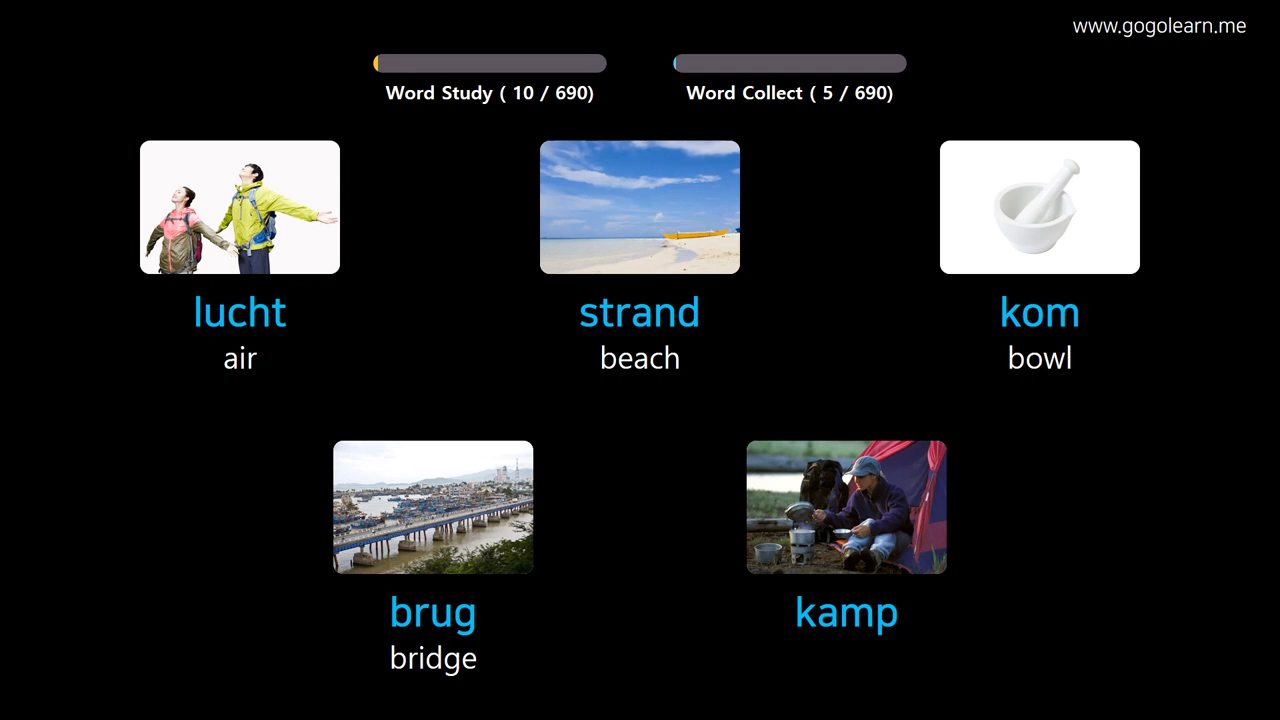 www.gogolearn.me
Word Study ( 10 / 690)
Word Collect ( 5 / 690)
lucht
air
strand
beach
kom
bowl
brug
bridge
kamp